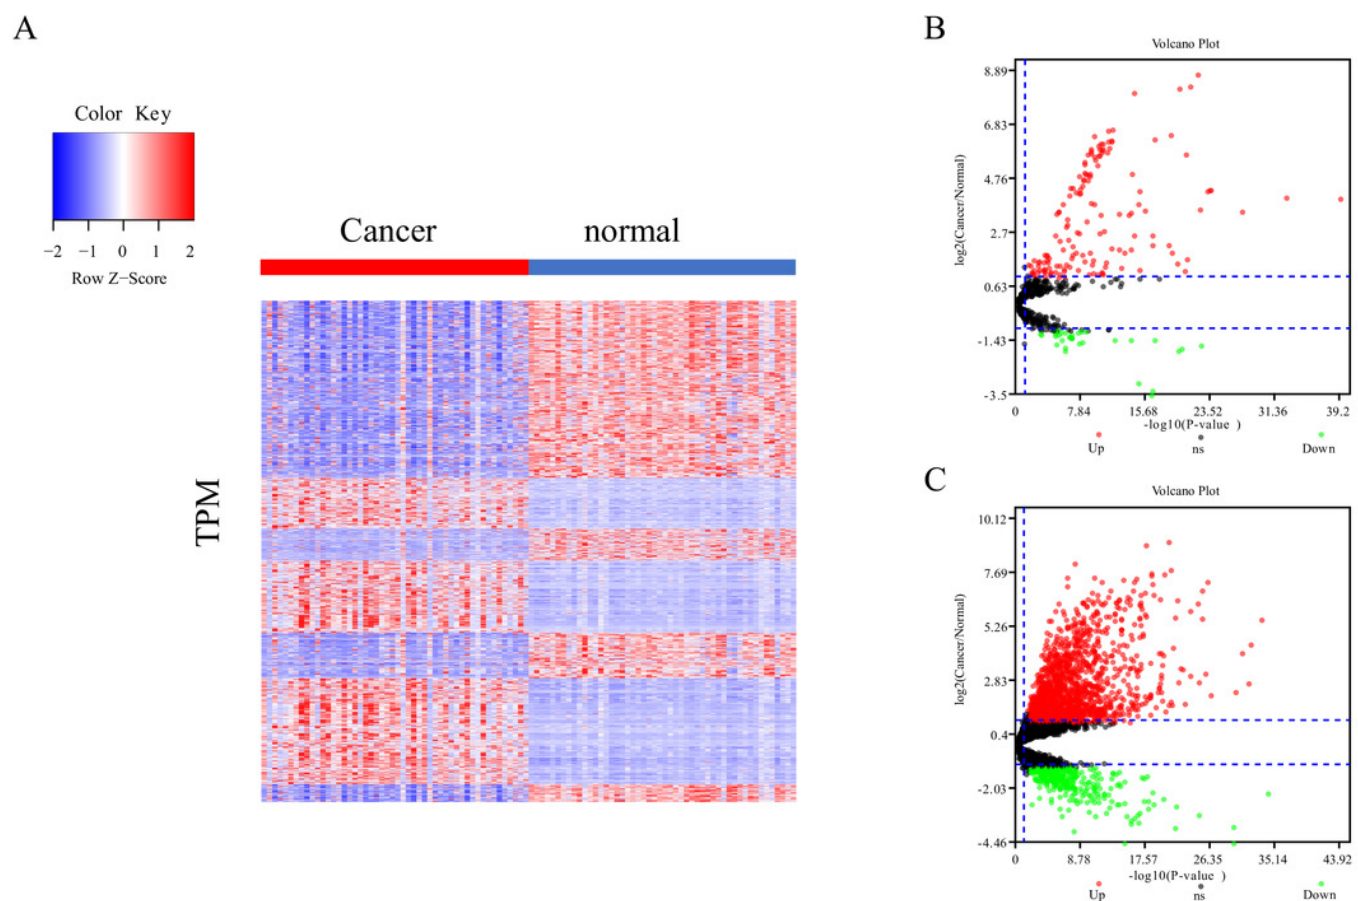 A
Color Key
−2 −1 0 1 2
Row Z−Score
Cancer normal
TPM
B
Volcano Plot
log2(Cancer/Normal)
8.89
6.83
4.76
2.7
0.63
-1.43
-3.5
0 7.84 15.68 23.52 31.36 39.2
-log10(P-value )
Up ns Down
C
Volcano Plot
log2(Cancer/Normal)
10.12
7.69
5.26
2.83
0.4
-2.03
-4.46
0 8.78 17.57 26.35 35.14 43.92
-log10(P-value )
Up ns Down